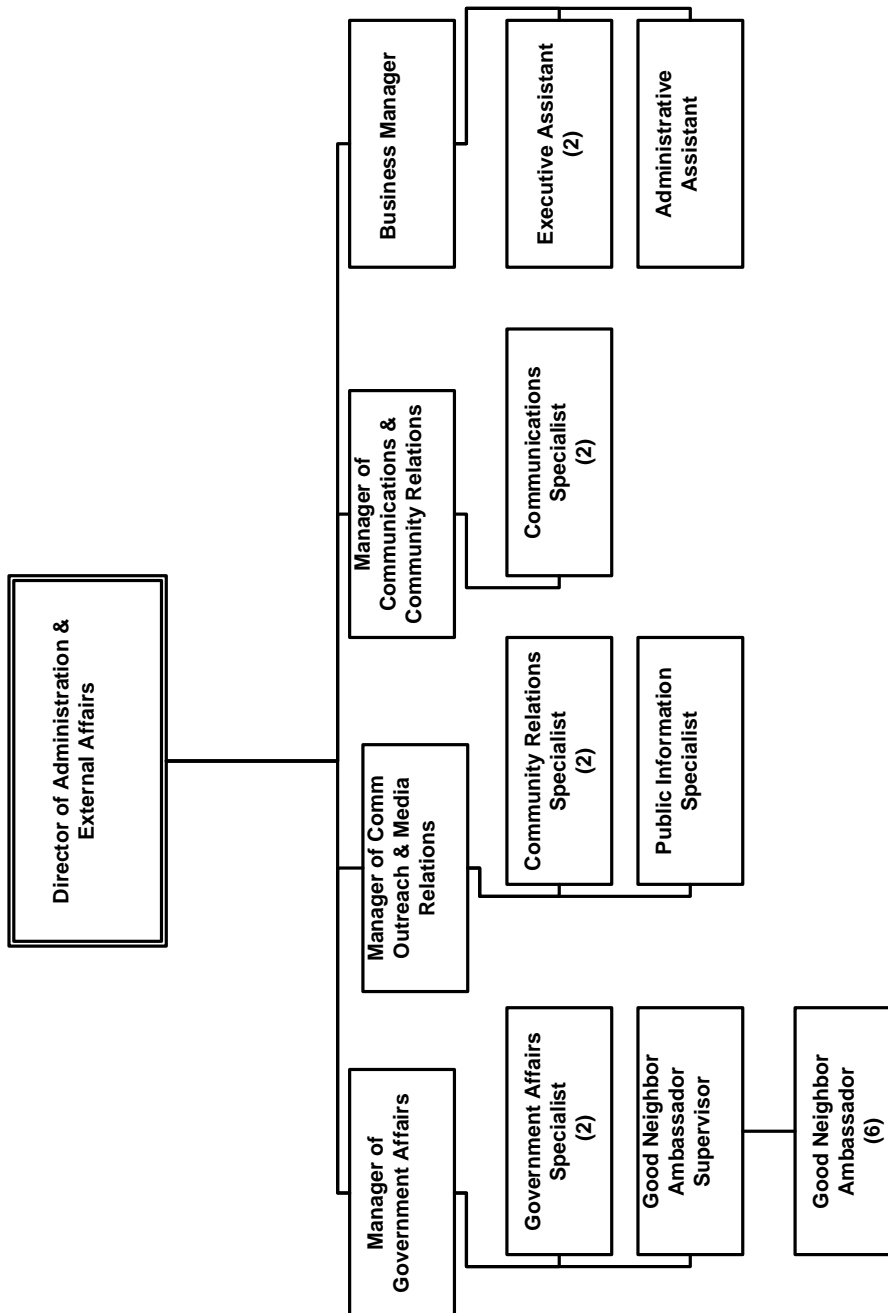 Director of Administration &
External Affairs
Manager of
Government Affairs
Government Affairs
Specialist
(2)
Good Neighbor
Ambassador
Supervisor
Good Neighbor
Ambassador
(6)
Manager of Comm
Outreach & Media
Relations
Community Relations
Specialist
(2)
Public Information
Specialist
Manager of
Communications &
Community Relations
Communications
Specialist
(2)
Business Manager
Executive Assistant
(2)
Administrative
Assistant